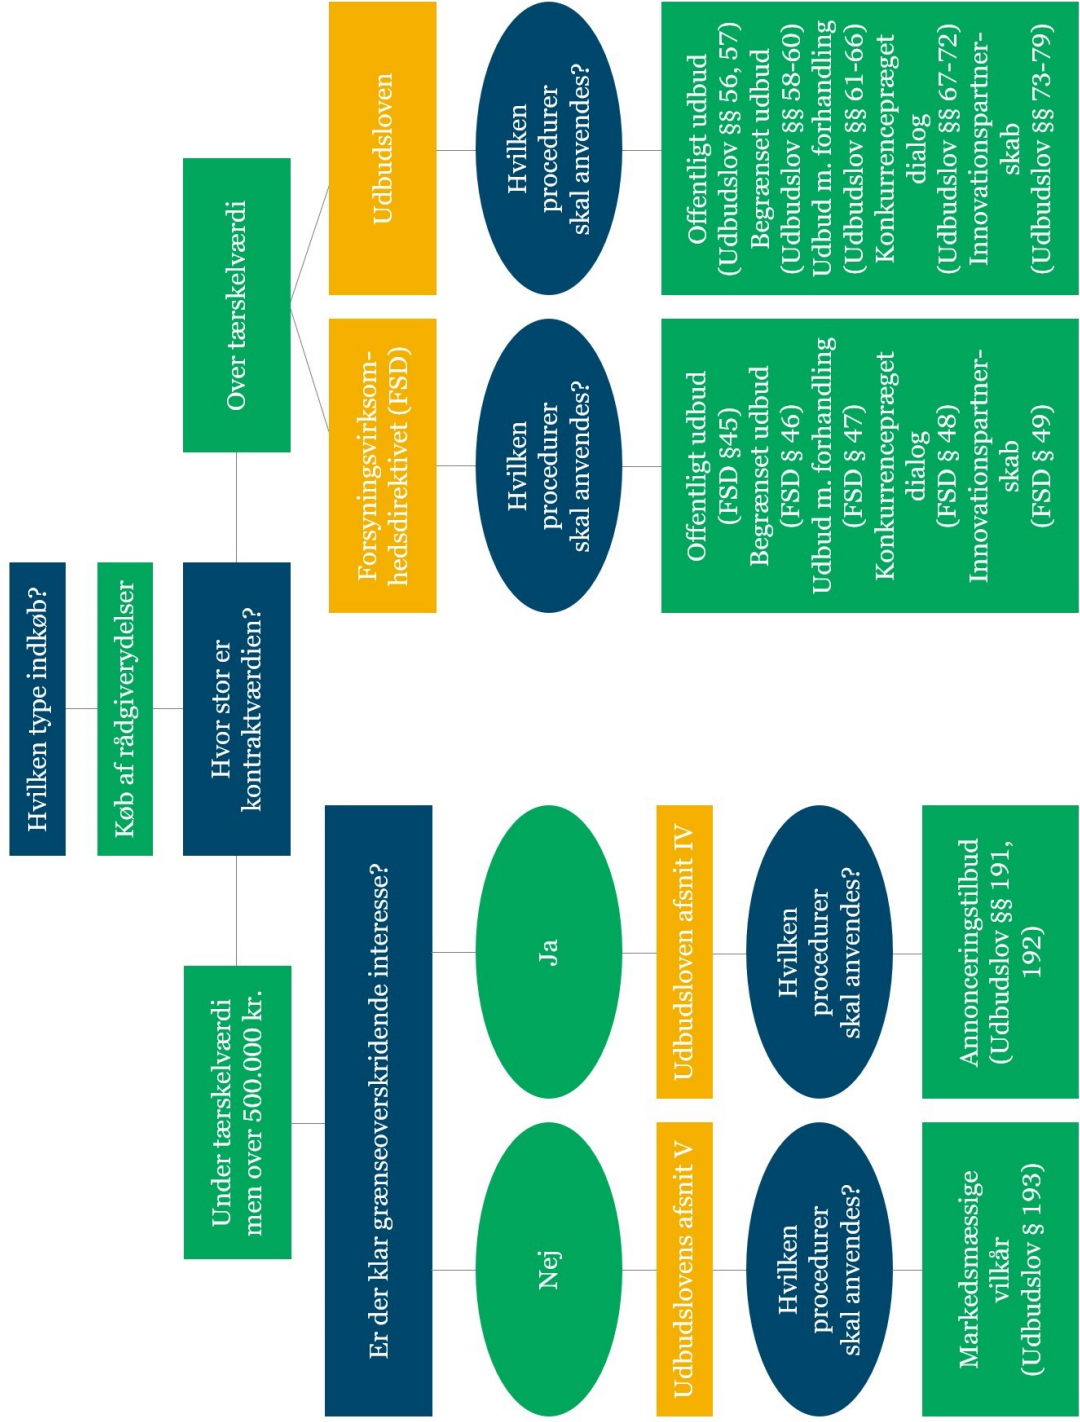 Hvilken type indkøb?
Køb af rådgiverydelser
Hvor stor er
kontraktværdien?
Under tærskelværdi
men over 500.000 kr.
Er der klar grænseoverskridende interesse?
Nej
Udbudslovens afsnit V
Hvilken
procedurer
skal anvendes?
Markedsmæssige
vilkår
(Udbudslov § 193)
Ja
Udbudsloven afsnit IV
Hvilken
procedurer
skal anvendes?
Annonceringstilbud
(Udbudslov §§ 191,
192)
Over tærskelværdi
Forsyningsvirksom-
hedsdirektivet (FSD)
Hvilken
procedurer
skal anvendes?
Offentligt udbud
(FSD §45)
Begrænset udbud
(FSD § 46)
Udbud m. forhandling
(FSD § 47)
Konkurrencepræget
dialog
(FSD § 48)
Innovationspartner-
skab
(FSD § 49)
Udbudsloven
Hvilken
procedurer
skal anvendes?
Offentligt udbud
(Udbudslov §§ 56, 57)
Begrænset udbud
(Udbudslov §§ 58-60)
Udbud m. forhandling
(Udbudslov §§ 61-66)
Konkurrencepræget
dialog
(Udbudslov §§ 67-72)
Innovationspartner-
skab
(Udbudslov §§ 73-79)